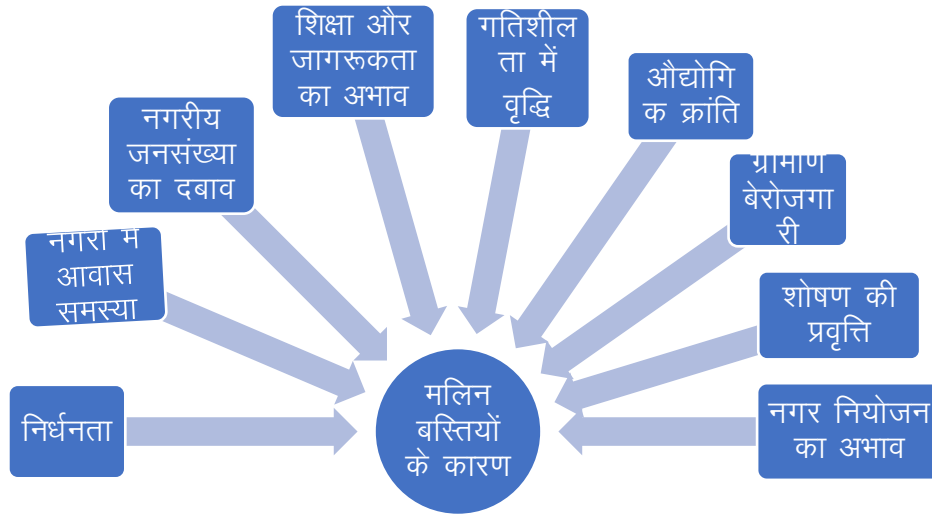 निर्धनता
नगरों में
आवास
समस्या
नगरीय
जनसंख्या
का दबाव
शिक्षा और
जागरूकता
का अभाव
गतिशील
ता में
वृद्धि
औद्योगि
क क्रांति
ग्रामीण
बेरोजगा
री
शोषण की
प्रवृत्ति
नगर नियोजन
का अभाव
मलिन
बस्तियों
के कारण